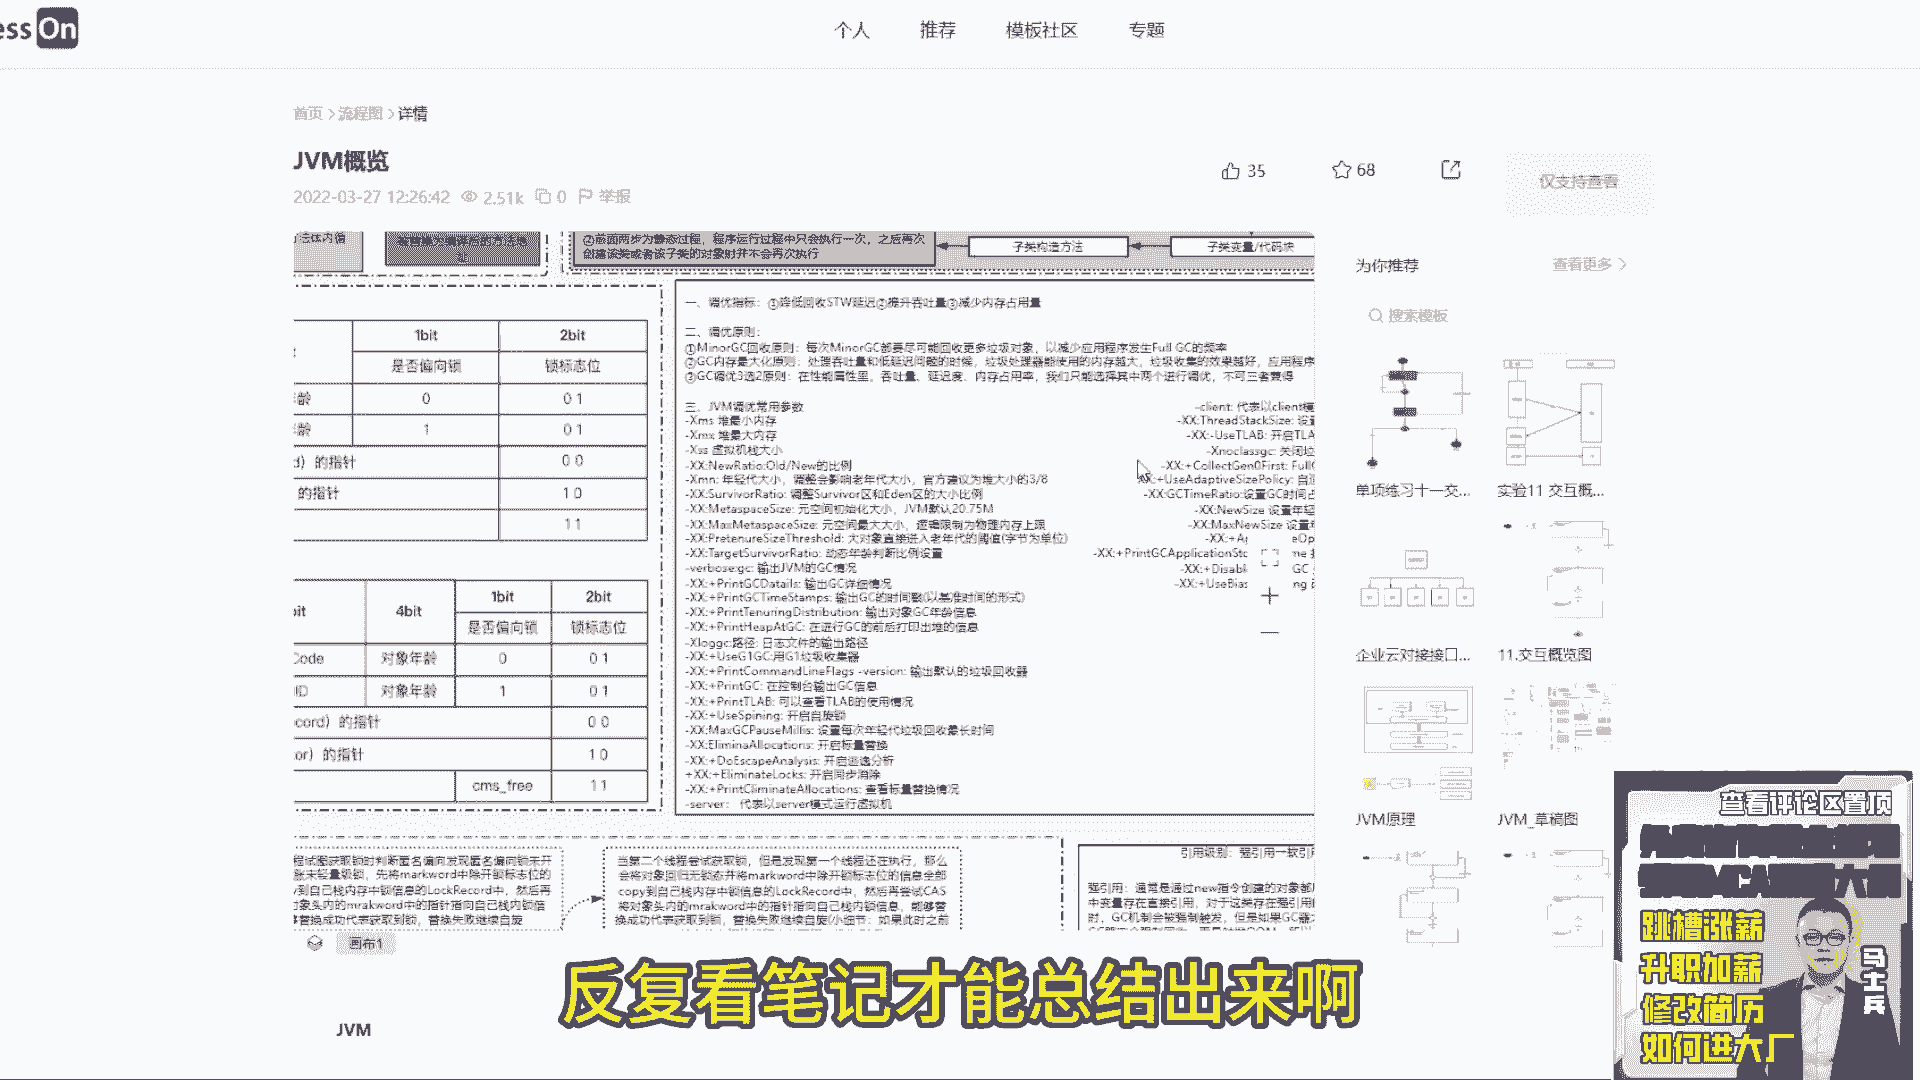 ess On
个人 推荐 模板社区 专题
首页 > 流程图 > 详情
JVM概览
35 68
仅支持查看
2022-03-27 12:26:42 2.51k 0 举报
②前面两步为静态过程，程序运行过程中只会执行一次，之后再次
创建该类或者该子类的对象时并不会再次执行
子类构造方法
子类变量/代码块
1bit 2bit
是否偏向锁 锁标志位
龄 0 0 1
龄 1 0 1
）的指针 0 0
的指针 1 0
1 1
4bit 1bit 2bit
是否偏向锁 锁标志位
Code 对象年龄 0 0 1
ID 对象年龄 1 0 1
cord）的指针 0 0
or）的指针 1 0
cms_free 1 1
一、调优指标：①降低回收STW延迟②提升吞吐量③减少内存占用量
二、调优原则：
①MinorGC回收原则：每次MinorGC都要尽可能回收更多垃圾对象，以减少应用程序发生Full GC的频率
②GC内存最大化原则：处理吞吐量和低延迟问题的时候，垃圾处理器能使用的内存越大，垃圾收集的效果越好，应用程序
③GC调优3选2原则：在性能属性里，吞吐量、延迟度、内存占用率，我们只能选择其中两个进行调优，不可三者兼得
三、JVM调优常用参数
-Xms 堆最小内存
-Xmx 堆最大内存
-Xss 虚拟机栈大小
-XX:NewRatio:Old/New的比例
-Xmn: 年轻代大小，调整会影响老年代大小，官方建议为堆大小的3/8
-XX:SurvivorRatio: 调整Survivor区和Eden区的大小比例
-XX:MetaspaceSize: 元空间初始化大小，JVM默认20.75M
-XX:MaxMetaspaceSize: 元空间最大大小，逻辑限制为物理内存上限
-XX:PretenureSizeThreshold: 大对象直接进入老年代的阈值(字节为单位)
-XX:TargetSurvivorRatio: 动态年龄判断比例设置
-verbose:gc: 输出JVM的GC情况
-XX:+PrintGCDatails: 输出GC详细情况
-XX:+PrintGCTimeStamps: 输出GC的时间戳(以基准时间的形式)
-XX:+PrintTenuringDistribution: 输出对象GC年龄信息
-XX:+PrintHeapAtGC: 在进行GC的前后打印出堆的信息
-Xloggc:路径: 日志文件的输出路径
-XX:+UseG1GC:用G1垃圾收集器
-XX:+PrintCommandLineFlags -version: 输出默认的垃圾回收器
-XX:+PrintGC: 在控制台输出GC信息
-XX:+PrintTLAB: 可以查看TLAB的使用情况
-XX:+UseSpining: 开启自旋锁
-XX:MaxGCPauseMillis: 设置每次年轻代垃圾回收最长时间
-XX:EliminaAllocations: 开启标量替换
-XX:+DoEscapeAnalysis: 开启逃逸分析
+XX:+EliminateLocks: 开启同步消除
-XX:+PrintCliminateAllocations: 查看标量替换情况
-server： 代表以server模式运行虚拟机
-client: 代表以client模
-XX:ThreadStackSize: 设置
-XX:-UseTLAB: 开启TLA
-Xnoclassgc: 关闭垃
-XX:+CollectGen0First: FullG
-XX:+UseAdaptiveSizePolicy: 自适
-XX:GCTimeRatio:设置GC时间占
-XX:NewSize 设置年轻
-XX:MaxNewSize 设置年
-XX:+PrintGCApplicationSto
-XX:+Disabl
-XX:+UseBias
当第二个线程尝试获取锁，但是发现第一个线程还在执行，那么
会将对象回归无锁态并将markword中除开锁标志位的信息全部
copy到自己栈内存中锁信息的LockRecord中，然后再尝试CAS
将对象头内的mrakword中的指针指向自己栈内锁信息，能够替
换成功代表获取到锁，替换失败继续自旋(小细节：如果此时之前
程试图获取锁时判断匿名偏向发现匿名偏向锁未开
先将markword中除开锁标志位的
到自己栈内存中锁信息的LockRecord中，然后再
对象头内的mrakword中的指针指向自己栈内锁信
替换成功代表获取到锁，替换失败继续自旋
引用级别：强引用—软引用
强引用：通常是通过new指令创建的对象都
中变量存在直接引用，对于这类存在强引用的
时，GC机制会被强制触发，但是如果GC器
画布1
JVM
为你推荐 查看更多 >
搜索模板
单项练习十一交...
实验11 交互概...
企业云对接接口...
11.交互概览图
JVM原理
JVM_草稿图
查看评论区置顶
跳槽涨薪
升职加薪
修改简历
如何进大厂
马士兵
反复看笔记才能总结出来啊